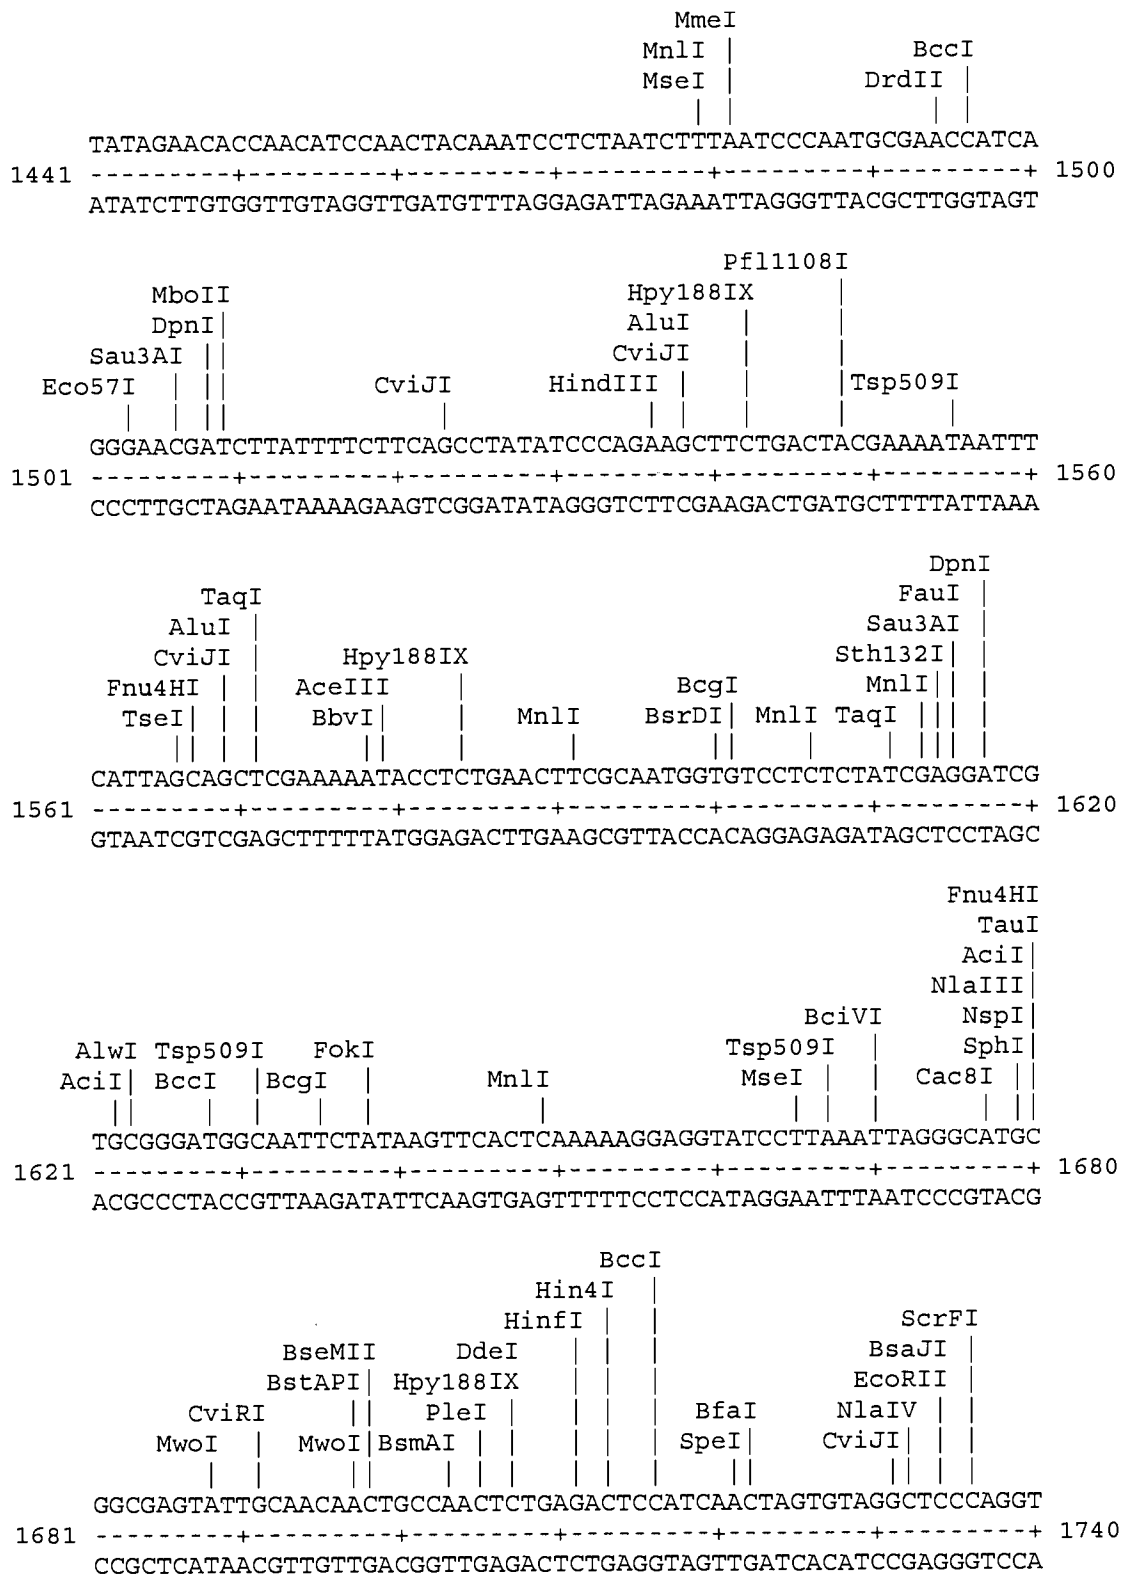 MmeI
MnlI | BccI
MseI | DrdII |
| | | |
TATAGAACACCAACATCCAACTACAAATCCTCTAATCTTTAATCCCAATGCGAACCATCA
1441 ---------+---------+---------+---------+---------+---------+ 1500
ATATCTTGTGGTTGTAGGTTGATGTTTAGGAGATTAGAAATTAGGGTTACGCTTGGTAGT
Pfl1108I
MboII Hpy188IX |
DpnI| AluI | |
Sau3AI || CviJI | |
Eco57I | || CviJI HindIII | | | Tsp509I
| | || | | | | | |
GGGAACGATCTTATTTTCTTCAGCCTATATCCCAGAAGCTTCTGACTACGAAAATAATTT
1501 ---------+---------+---------+---------+---------+---------+ 1560
CCCTTGCTAGAATAAAAGAAGTCGGATATAGGGTCTTCGAAGACTGATGCTTTTATTAAA
DpnI
TaqI FauI |
AluI | Sau3AI |
CviJI | Hpy188IX Sth132I| |
Fnu4HI | | AceIII | BcgI MnlI|| |
TseI| | | BbvI| | MnlI BsrDI| MnlI TaqI ||| |
|| | | || | | || | | ||| |
CATTAGCAGCTCGAAAAATACCTCTGAACTTCGCAATGGTGTCCTCTCTATCGAGGATCG
1561 ---------+---------+---------+---------+---------+---------+ 1620
GTAATCGTCGAGCTTTTTATGGAGACTTGAAGCGTTACCACAGGAGAGATAGCTCCTAGC
Fnu4HI
TauI
AciI|
NlaIII|
BciVI NspI|
AlwI Tsp509I FokI Tsp509I | SphI|
AciI| BccI |BcgI | MnlI MseI | | Cac8I ||
|| | | | | | | | | | ||
TGCGGGATGGCAATTCTATAAGTTCACTCAAAAAGGAGGTATCCTTAAATTAGGGCATGC
1621 ---------+---------+---------+---------+---------+---------+ 1680
ACGCCCTACCGTTAAGATATTCAAGTGAGTTTTTCCTCCATAGGAATTTAATCCCGTACG
BccI
Hin4I |
HinfI | | ScrFI
BseMII DdeI | | | BsaJI |
BstAPI| Hpy188IX | | | EcoRII |
CviRI || PleI | | | | BfaI NlaIV | |
MwoI | MwoI| BsmAI | | | | | SpeI| CviJI| | |
| | || | | | | | | || || | |
GGCGAGTATTGCAACAACTGCCAACTCTGAGACTCCATCAACTAGTGTAGGCTCCCAGGT
1681 ---------+---------+---------+---------+---------+---------+ 1740
CCGCTCATAACGTTGTTGACGGTTGAGACTCTGAGGTAGTTGATCACATCCGAGGGTCCA